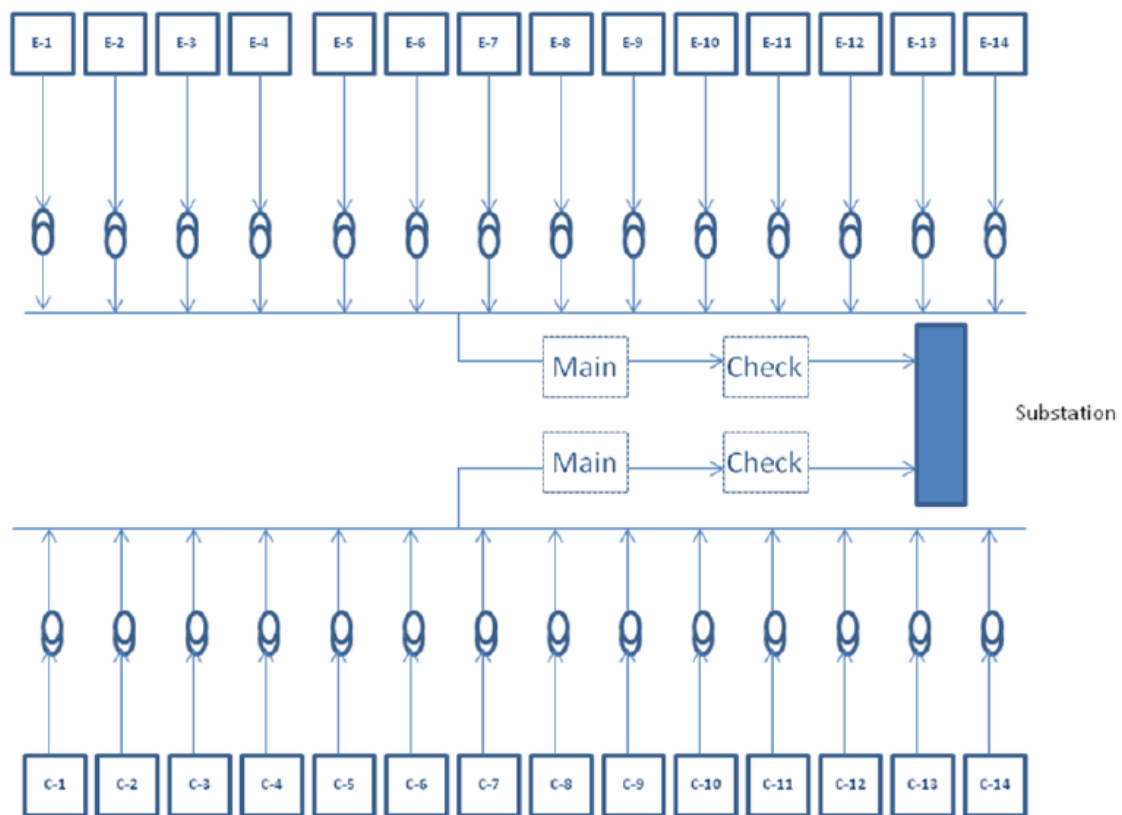 E-1 E-2 E-3 E-4 E-5 E-6 E-7 E-8 E-9 E-10 E-11 E-12 E-13 E-14
Main Check
Substation
Main Check
C-1 C-2 C-3 C-4 C-5 C-6 C-7 C-8 C-9 C-10 C-11 C-12 C-13 C-14